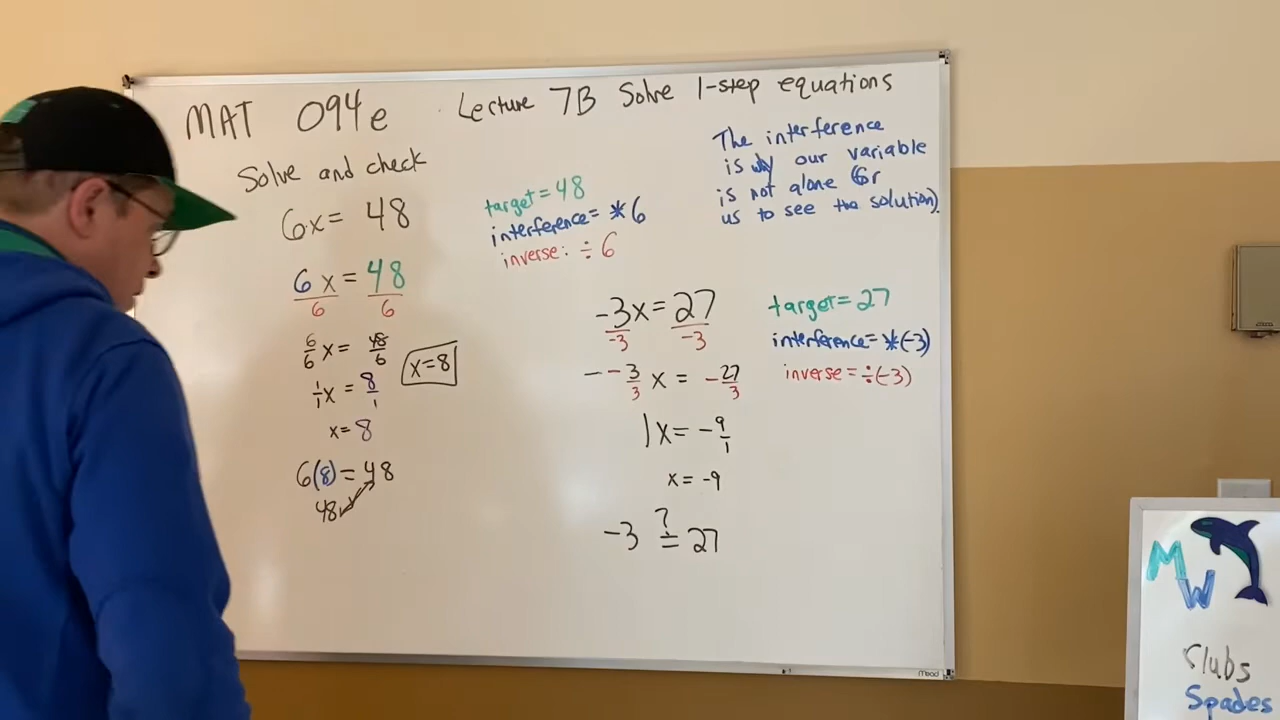 MAT 094e
Lecture 7B Solve 1-step equations
Solve and check
6x = 48
6x = 48
6 6
6/6 x = 48/6
1/1 x = 8/1
x = 8
x=8
6(8) = 48
48
target = 48
interference = *6
inverse: ÷ 6
The interference
is why our variable
is not alone (for
us to see the solution).
-3x = 27
-3 -3
--3/3 x = -27/3
1x = -9/1
x = -9
-3 ?= 27
target = 27
interference = *(-3)
inverse = ÷(-3)
mead
MW
Clubs
Spades